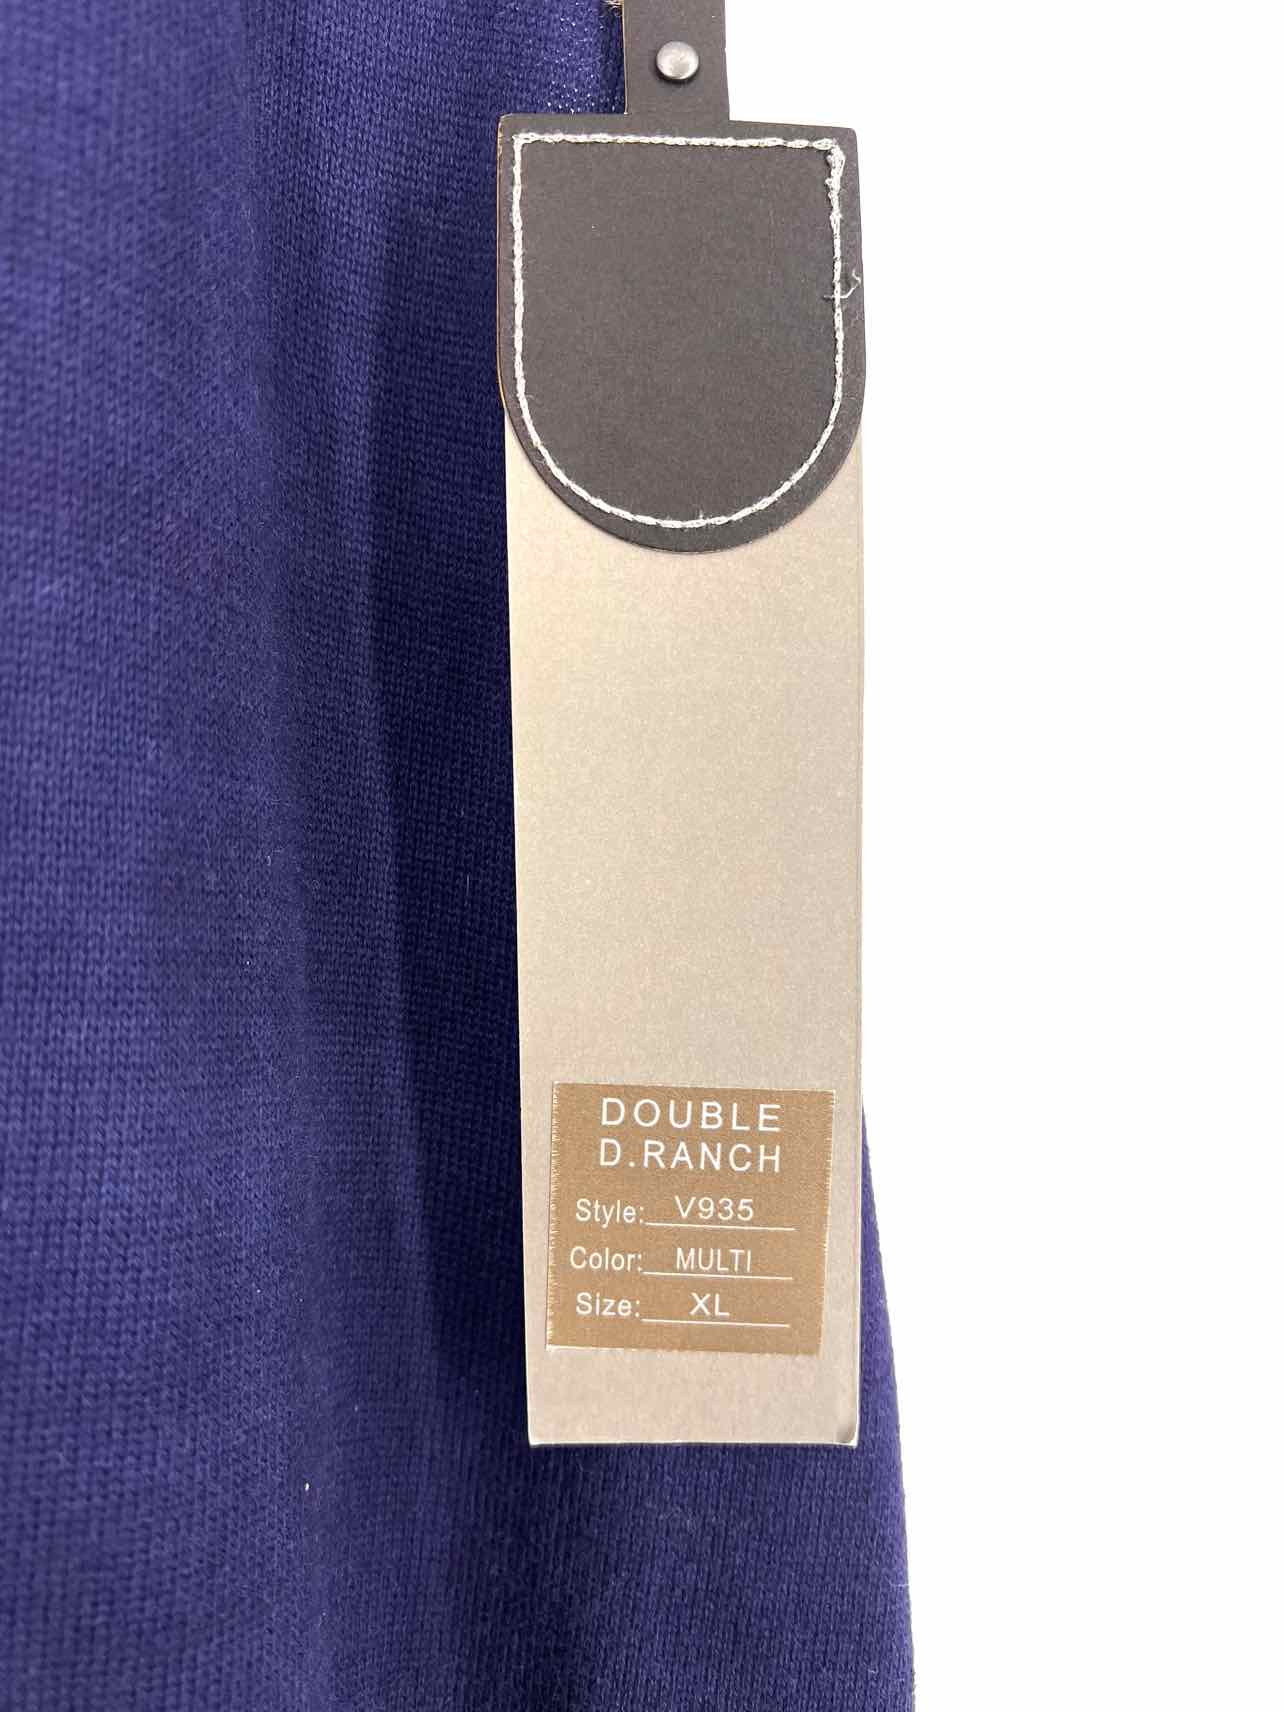 DOUBLE
D.RANCH
Style: V935
Color: MULTI
Size: XL